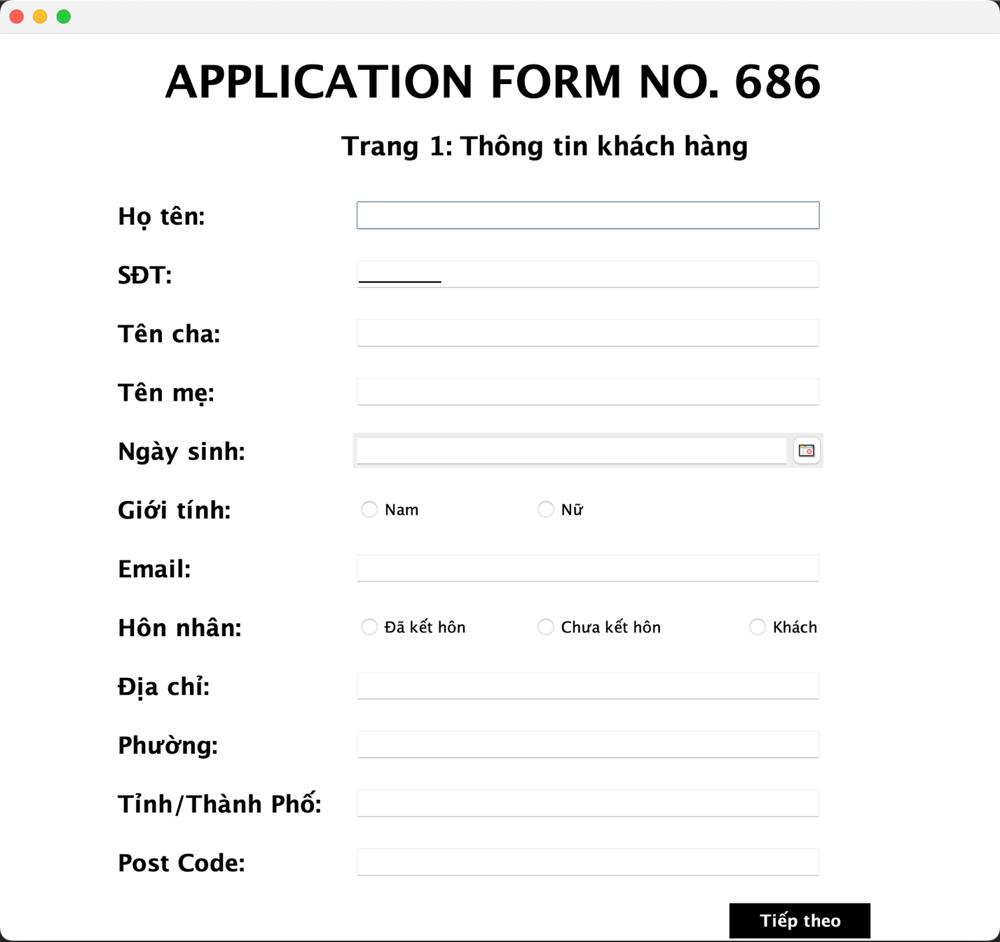 APPLICATION FORM NO. 686
Trang 1: Thông tin khách hàng
Họ tên:
SĐT:
Tên cha:
Tên mẹ:
Ngày sinh:
Giới tính: Nam Nữ
Email:
Hôn nhân: Đã kết hôn Chưa kết hôn Khách
Địa chỉ:
Phường:
Tỉnh/Thành Phố:
Post Code:
Tiếp theo